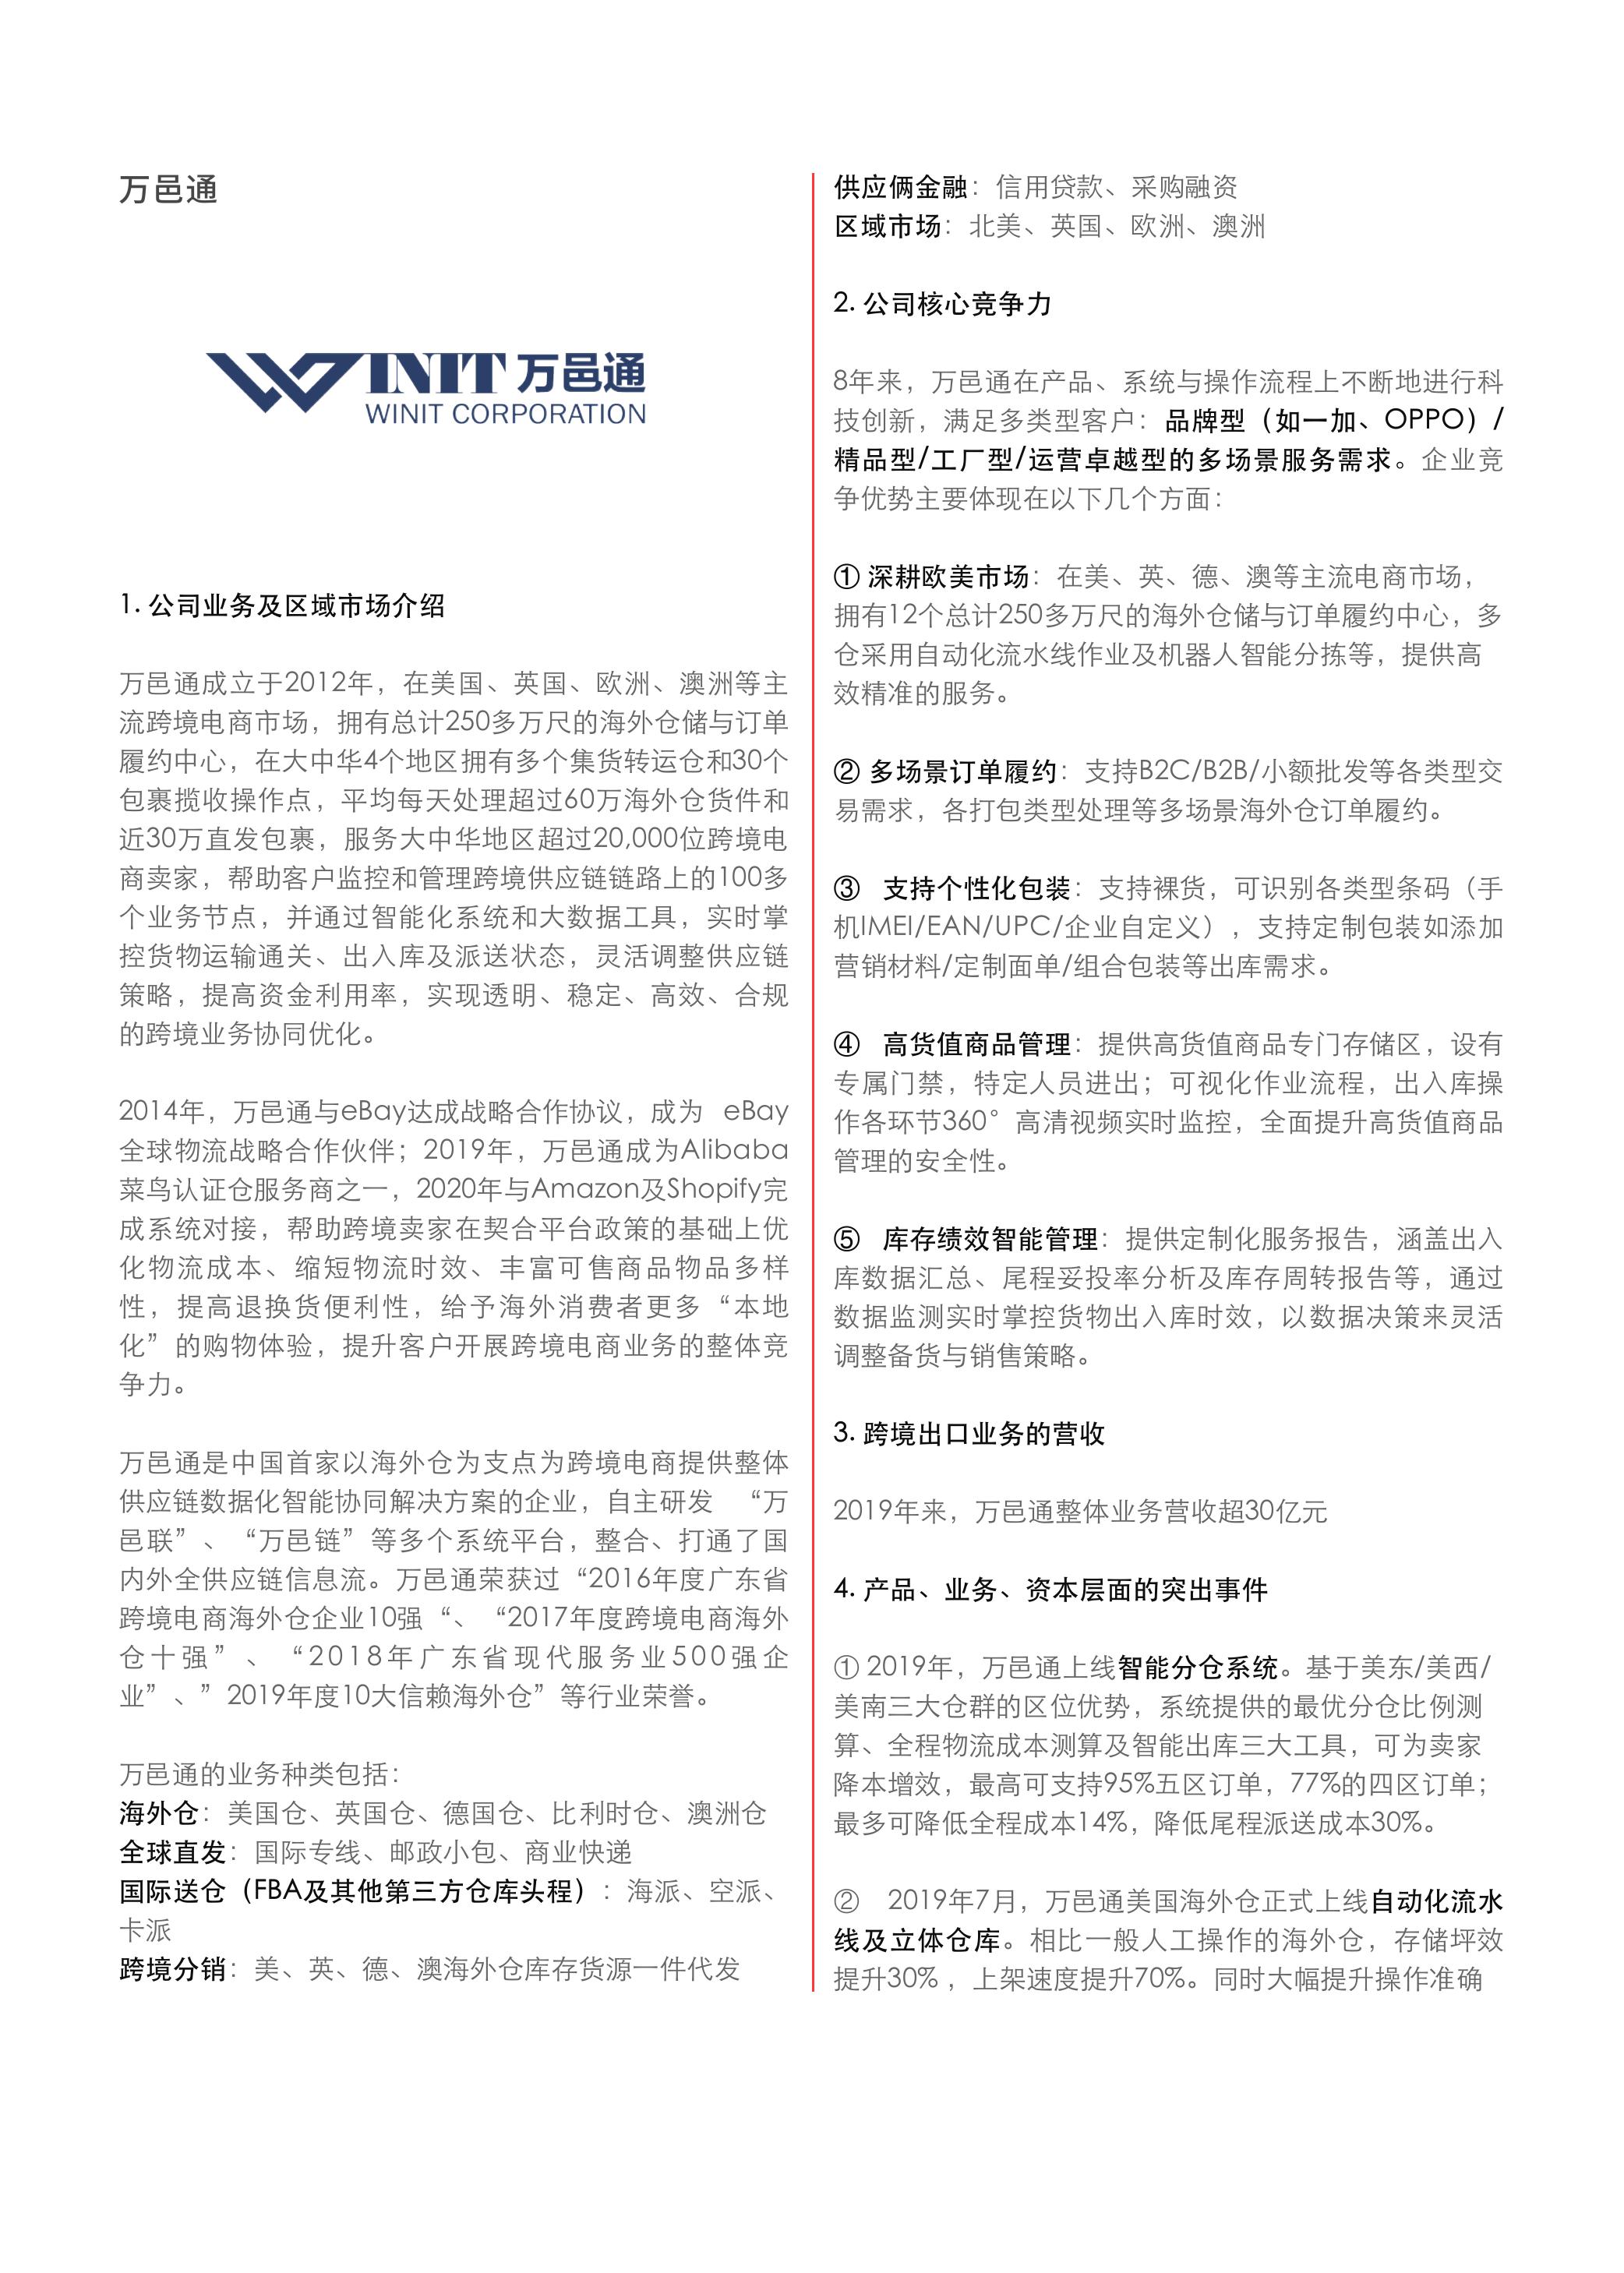 万邑通
WINIT 万邑通
WINIT CORPORATION
1. 公司业务及区域市场介绍
万邑通成立于2012年，在美国、英国、欧洲、澳洲等主
流跨境电商市场，拥有总计250多万尺的海外仓储与订单
履约中心，在大中华4个地区拥有多个集货转运仓和30个
包裹揽收操作点，平均每天处理超过60万海外仓货件和
近30万直发包裹，服务大中华地区超过20,000位跨境电
商卖家，帮助客户监控和管理跨境供应链链路上的100多
个业务节点，并通过智能化系统和大数据工具，实时掌
控货物运输通关、出入库及派送状态，灵活调整供应链
策略，提高资金利用率，实现透明、稳定、高效、合规
的跨境业务协同优化。
2014年，万邑通与eBay达成战略合作协议，成为 eBay
全球物流战略合作伙伴；2019年，万邑通成为Alibaba
菜鸟认证仓服务商之一，2020年与Amazon及Shopify完
成系统对接，帮助跨境卖家在契合平台政策的基础上优
化物流成本、缩短物流时效、丰富可售商品物品多样
性，提高退换货便利性，给予海外消费者更多“本地
化”的购物体验，提升客户开展跨境电商业务的整体竞
争力。
万邑通是中国首家以海外仓为支点为跨境电商提供整体
供应链数据化智能协同解决方案的企业，自主研发 “万
邑联”、“万邑链”等多个系统平台，整合、打通了国
内外全供应链信息流。万邑通荣获过“2016年度广东省
跨境电商海外仓企业10强“、“2017年度跨境电商海外
仓十强”、“2018年广东省现代服务业500强企
业”、”2019年度10大信赖海外仓”等行业荣誉。
万邑通的业务种类包括：
海外仓：美国仓、英国仓、德国仓、比利时仓、澳洲仓
全球直发：国际专线、邮政小包、商业快递
国际送仓（FBA及其他第三方仓库头程）：海派、空派、
卡派
跨境分销：美、英、德、澳海外仓库存货源一件代发
供应俩金融：信用贷款、采购融资
区域市场：北美、英国、欧洲、澳洲
2. 公司核心竞争力
8年来，万邑通在产品、系统与操作流程上不断地进行科
技创新，满足多类型客户：品牌型（如一加、OPPO）/
精品型/工厂型/运营卓越型的多场景服务需求。企业竞
争优势主要体现在以下几个方面：
① 深耕欧美市场：在美、英、德、澳等主流电商市场，
拥有12个总计250多万尺的海外仓储与订单履约中心，多
仓采用自动化流水线作业及机器人智能分拣等，提供高
效精准的服务。
② 多场景订单履约：支持B2C/B2B/小额批发等各类型交
易需求，各打包类型处理等多场景海外仓订单履约。
③ 支持个性化包装：支持裸货，可识别各类型条码（手
机IMEI/EAN/UPC/企业自定义），支持定制包装如添加
营销材料/定制面单/组合包装等出库需求。
④ 高货值商品管理：提供高货值商品专门存储区，设有
专属门禁，特定人员进出；可视化作业流程，出入库操
作各环节360°高清视频实时监控，全面提升高货值商品
管理的安全性。
⑤ 库存绩效智能管理：提供定制化服务报告，涵盖出入
库数据汇总、尾程妥投率分析及库存周转报告等，通过
数据监测实时掌控货物出入库时效，以数据决策来灵活
调整备货与销售策略。
3. 跨境出口业务的营收
2019年来，万邑通整体业务营收超30亿元
4. 产品、业务、资本层面的突出事件
① 2019年，万邑通上线智能分仓系统。基于美东/美西/
美南三大仓群的区位优势，系统提供的最优分仓比例测
算、全程物流成本测算及智能出库三大工具，可为卖家
降本增效，最高可支持95%五区订单，77%的四区订单；
最多可降低全程成本14%，降低尾程派送成本30%。
② 2019年7月，万邑通美国海外仓正式上线自动化流水
线及立体仓库。相比一般人工操作的海外仓，存储坪效
提升30% ，上架速度提升70%。同时大幅提升操作准确